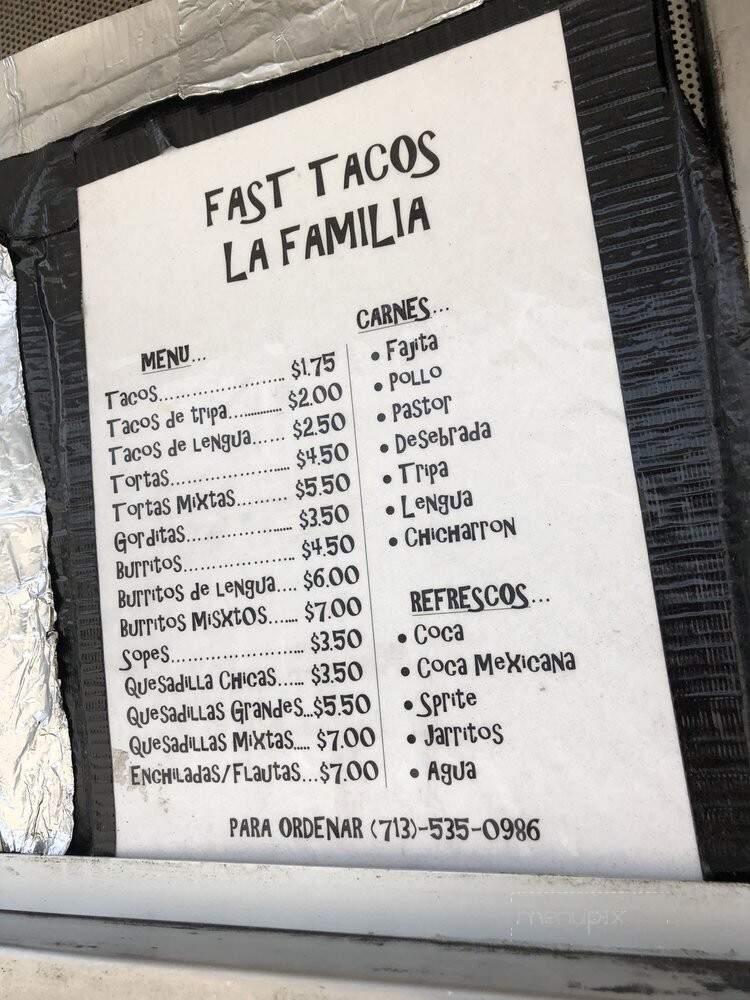 FAST TACOS
LA FAMILIA
MENU...
Tacos........................ $1.75
Tacos de tripa............... $2.00
Tacos de Lengua...... $2.50
Tortas........................ $4.50
Tortas Mixtas......... $5.50
Gorditas..................... $3.50
Burritos...................... $4.50
Burritos de Lengua.... $6.00
Burritos Misxtos...... $7.00
Sopes........................ $3.50
Quesadilla Chicas...... $3.50
Quesadillas Grandes...$5.50
Quesadillas Mixtas..... $7.00
Enchiladas/Flautas...$7.00
CARNES...
• Fajita
• Pollo
• Pastor
• Desebrada
• Tripa
• Lengua
• Chicharron
REFRESCOS...
• Coca
• Coca Mexicana
• Sprite
• Jarritos
• Agua
PARA ORDENAR (713)-535-0986
menupix